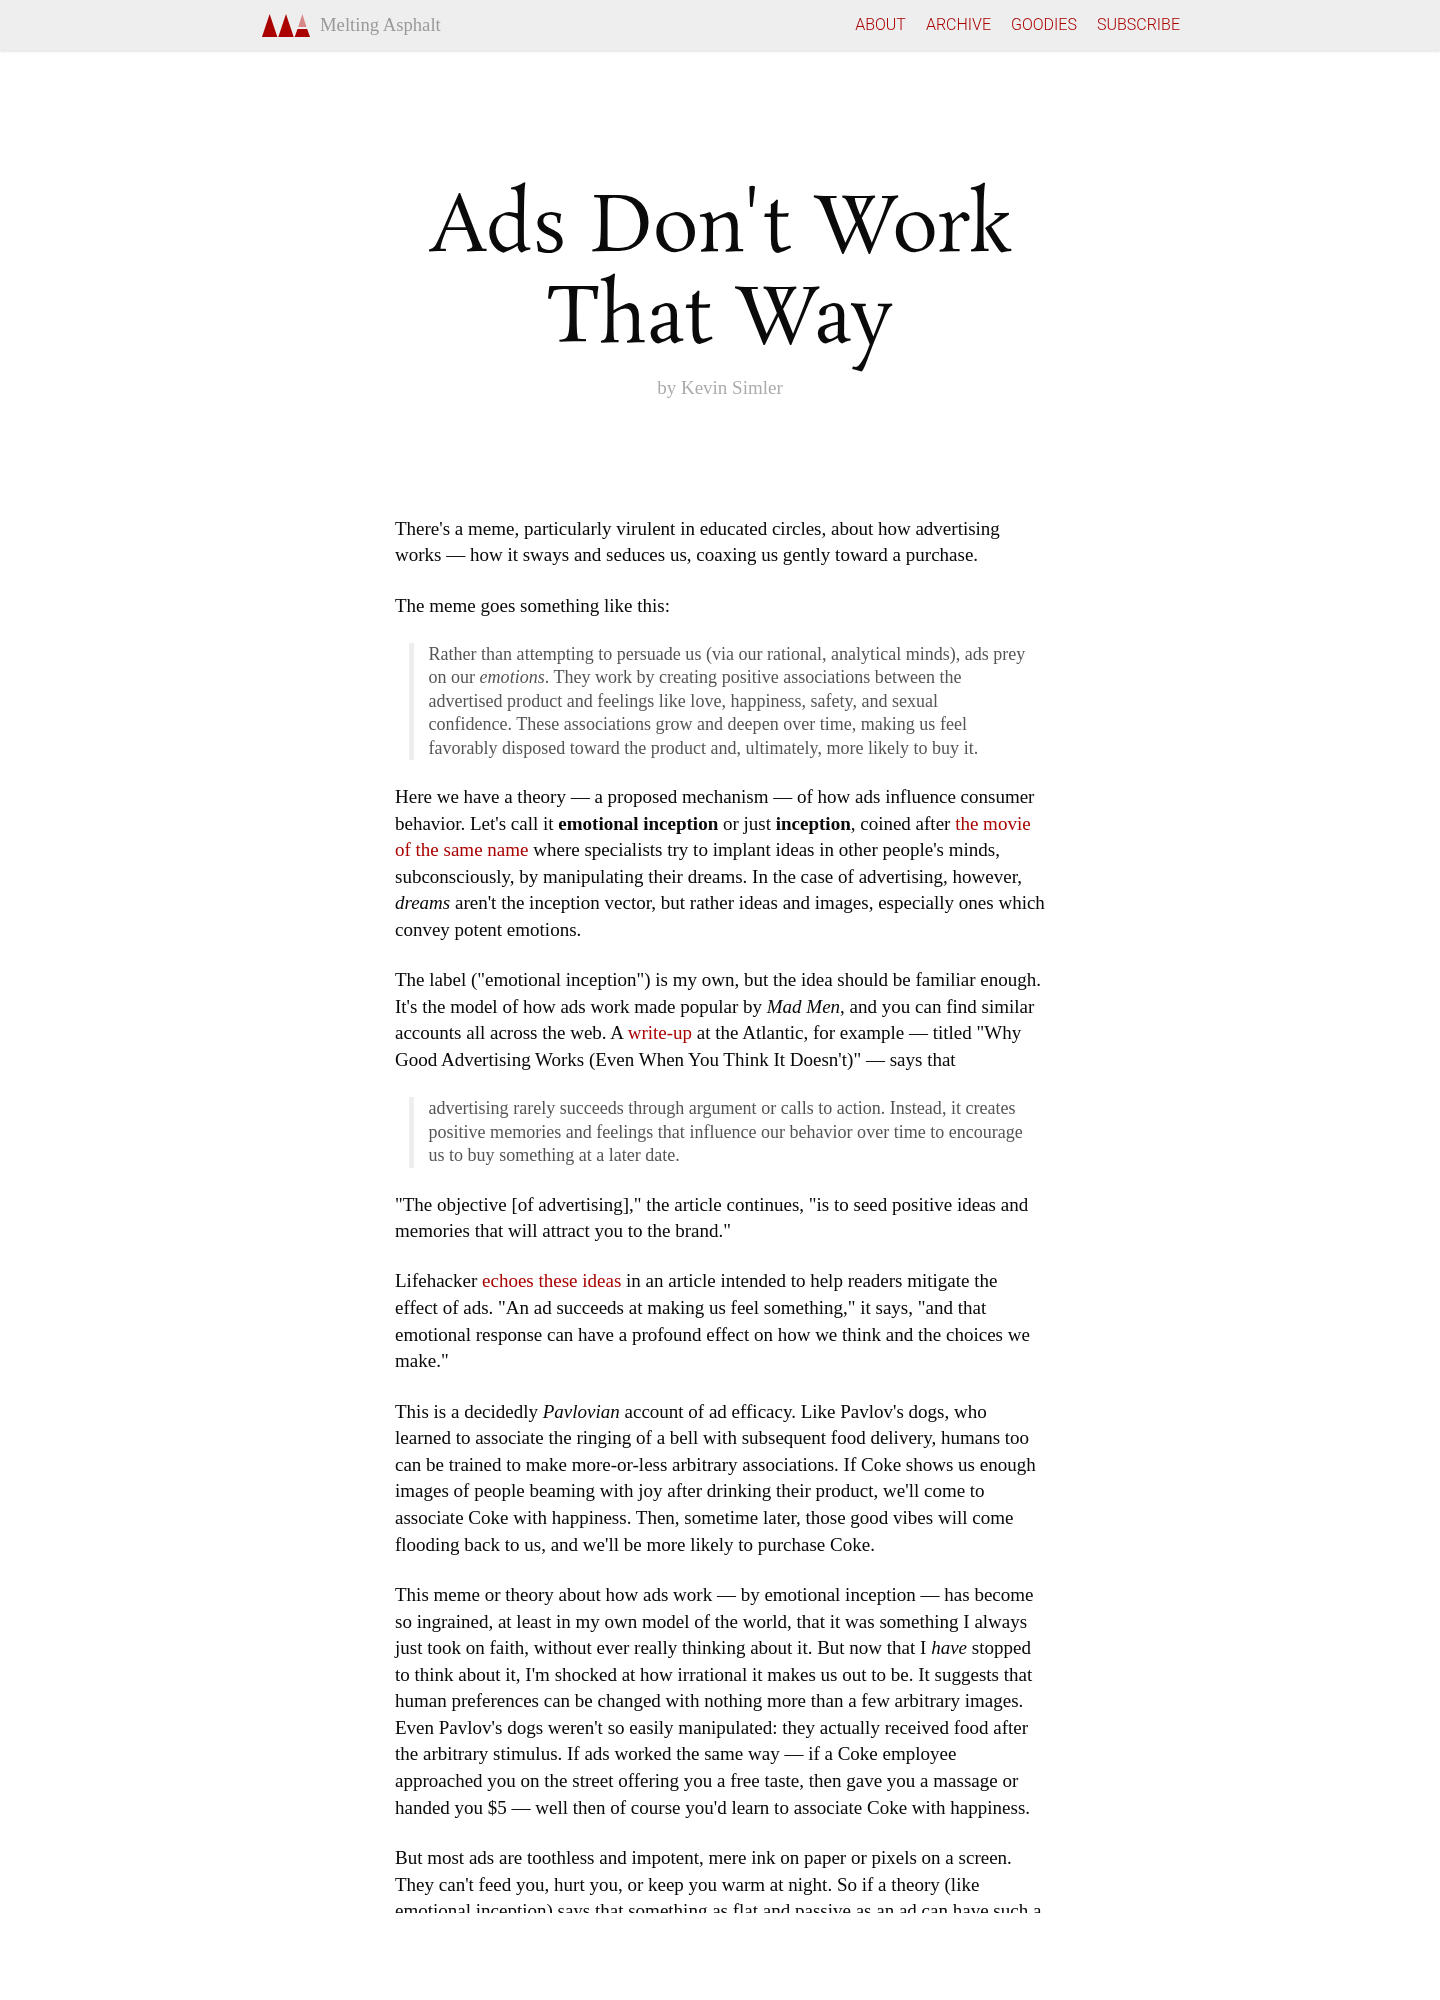 Melting Asphalt
ABOUT ARCHIVE GOODIES SUBSCRIBE
Ads Don't Work
That Way
by Kevin Simler
There's a meme, particularly virulent in educated circles, about how advertising
works — how it sways and seduces us, coaxing us gently toward a purchase.
The meme goes something like this:
Rather than attempting to persuade us (via our rational, analytical minds), ads prey
on our emotions. They work by creating positive associations between the
advertised product and feelings like love, happiness, safety, and sexual
confidence. These associations grow and deepen over time, making us feel
favorably disposed toward the product and, ultimately, more likely to buy it.
Here we have a theory — a proposed mechanism — of how ads influence consumer
behavior. Let's call it emotional inception or just inception, coined after the movie
of the same name where specialists try to implant ideas in other people's minds,
subconsciously, by manipulating their dreams. In the case of advertising, however,
dreams aren't the inception vector, but rather ideas and images, especially ones which
convey potent emotions.
The label ("emotional inception") is my own, but the idea should be familiar enough.
It's the model of how ads work made popular by Mad Men, and you can find similar
accounts all across the web. A write-up at the Atlantic, for example — titled "Why
Good Advertising Works (Even When You Think It Doesn't)" — says that
advertising rarely succeeds through argument or calls to action. Instead, it creates
positive memories and feelings that influence our behavior over time to encourage
us to buy something at a later date.
"The objective [of advertising]," the article continues, "is to seed positive ideas and
memories that will attract you to the brand."
Lifehacker echoes these ideas in an article intended to help readers mitigate the
effect of ads. "An ad succeeds at making us feel something," it says, "and that
emotional response can have a profound effect on how we think and the choices we
make."
This is a decidedly Pavlovian account of ad efficacy. Like Pavlov's dogs, who
learned to associate the ringing of a bell with subsequent food delivery, humans too
can be trained to make more-or-less arbitrary associations. If Coke shows us enough
images of people beaming with joy after drinking their product, we'll come to
associate Coke with happiness. Then, sometime later, those good vibes will come
flooding back to us, and we'll be more likely to purchase Coke.
This meme or theory about how ads work — by emotional inception — has become
so ingrained, at least in my own model of the world, that it was something I always
just took on faith, without ever really thinking about it. But now that I have stopped
to think about it, I'm shocked at how irrational it makes us out to be. It suggests that
human preferences can be changed with nothing more than a few arbitrary images.
Even Pavlov's dogs weren't so easily manipulated: they actually received food after
the arbitrary stimulus. If ads worked the same way — if a Coke employee
approached you on the street offering you a free taste, then gave you a massage or
handed you $5 — well then of course you'd learn to associate Coke with happiness.
But most ads are toothless and impotent, mere ink on paper or pixels on a screen.
They can't feed you, hurt you, or keep you warm at night. So if a theory (like
emotional inception) says that something as flat and passive as an ad can have such a